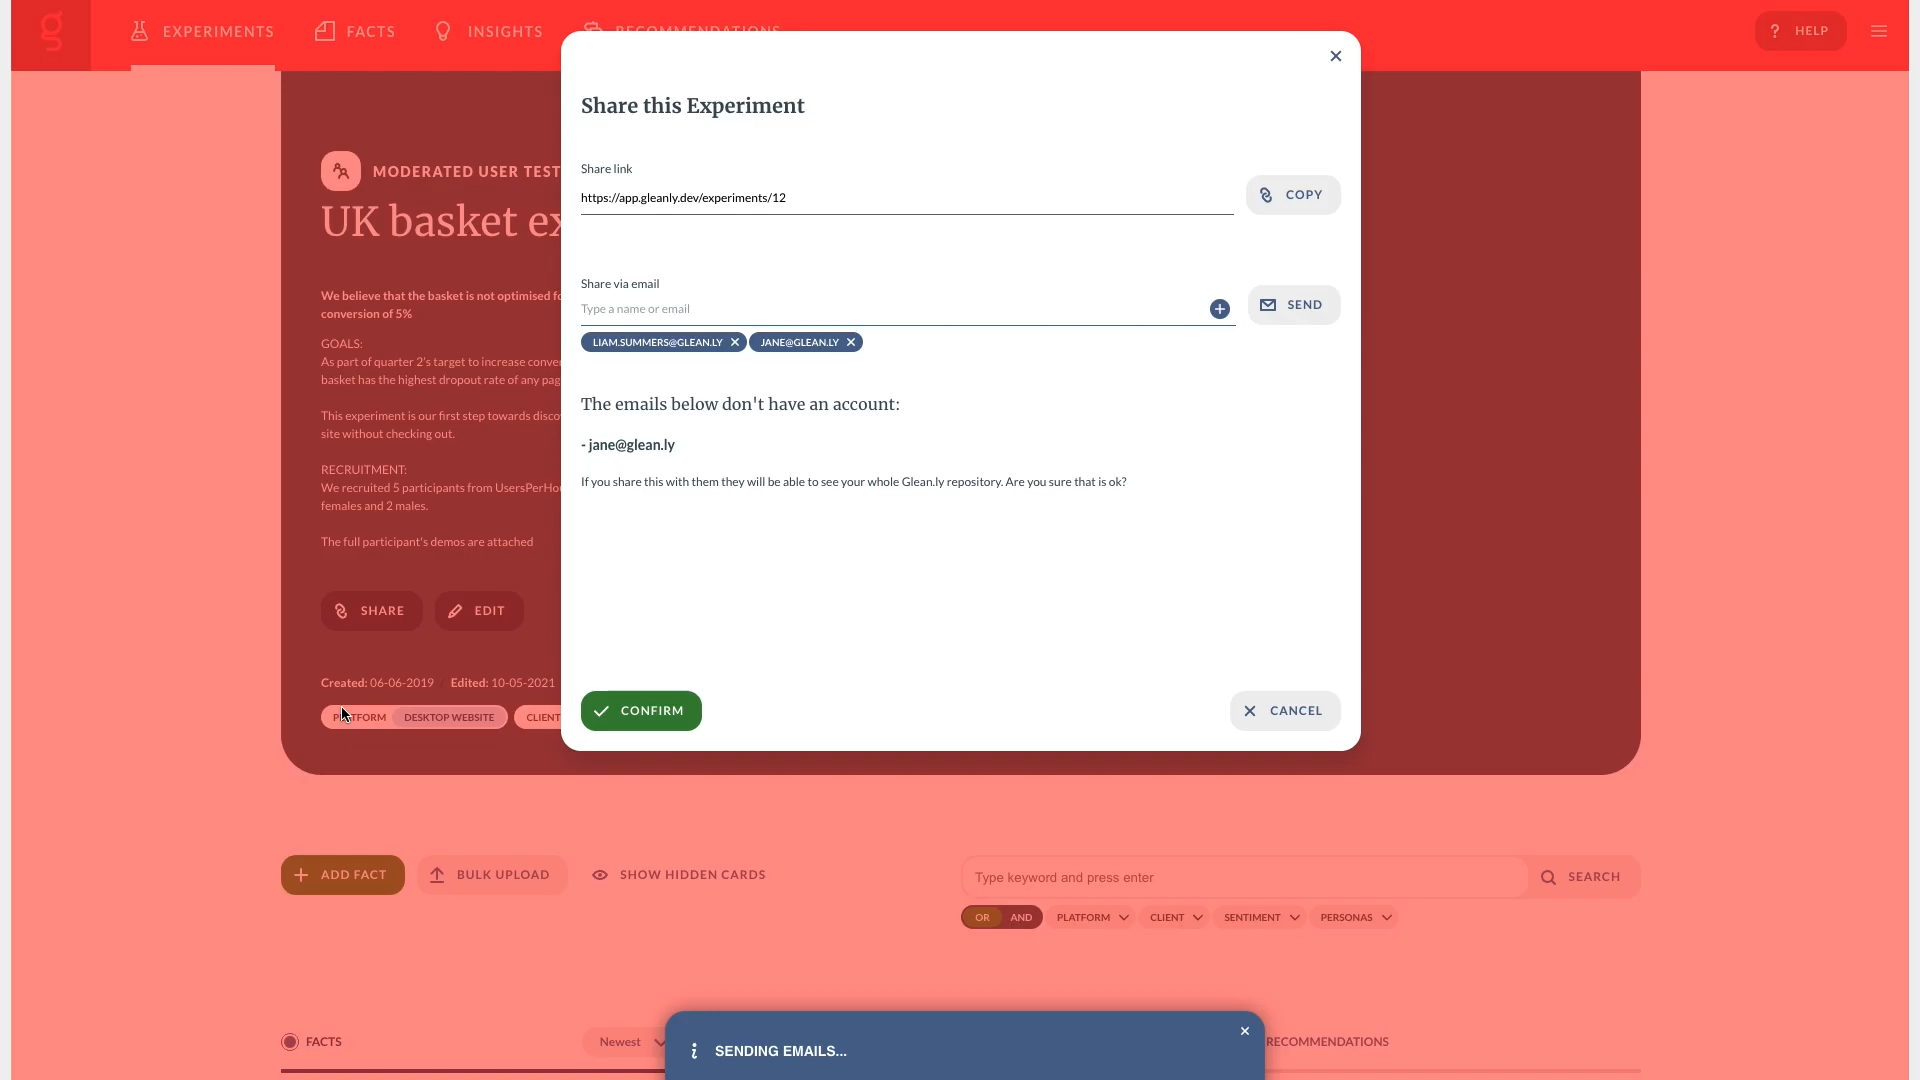 g
EXPERIMENTS
FACTS
INSIGHTS
RECOMMENDATIONS
? HELP
Share this Experiment
Share link
https://app.gleanly.dev/experiments/12
COPY
Share via email
Type a name or email
SEND
LIAM.SUMMERS@GLEAN.LY
JANE@GLEAN.LY
The emails below don't have an account:
- jane@glean.ly
If you share this with them they will be able to see your whole Glean.ly repository. Are you sure that is ok?
CONFIRM
CANCEL
MODERATED USER TEST
UK basket
We believe that the basket is not optimised
conversion of 5%
GOALS:
As part of quarter 2's target to increase
basket has the highest dropout rate of any
This experiment is our first step towards
site without checking out.
RECRUITMENT:
We recruited 5 participants from
females and 2 males.
The full participant's demos are attached
SHARE
EDIT
Created: 06-06-2019 / Edited: 10-05-2021
PLATFORM DESKTOP WEBSITE
CLIENT
ADD FACT
BULK UPLOAD
SHOW HIDDEN CARDS
Type keyword and press enter
SEARCH
OR AND
PLATFORM
CLIENT
SENTIMENT
PERSONAS
FACTS
Newest
RECOMMENDATIONS
SENDING EMAILS...